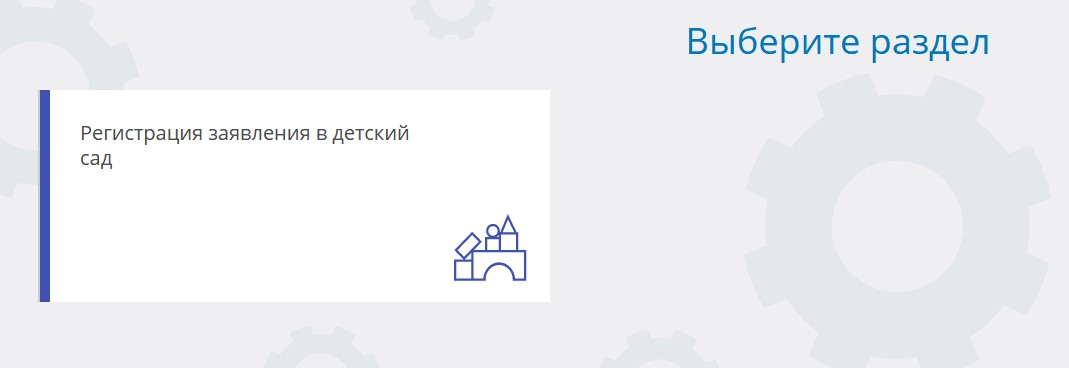 Выберите раздел
Регистрация заявления в детский
сад